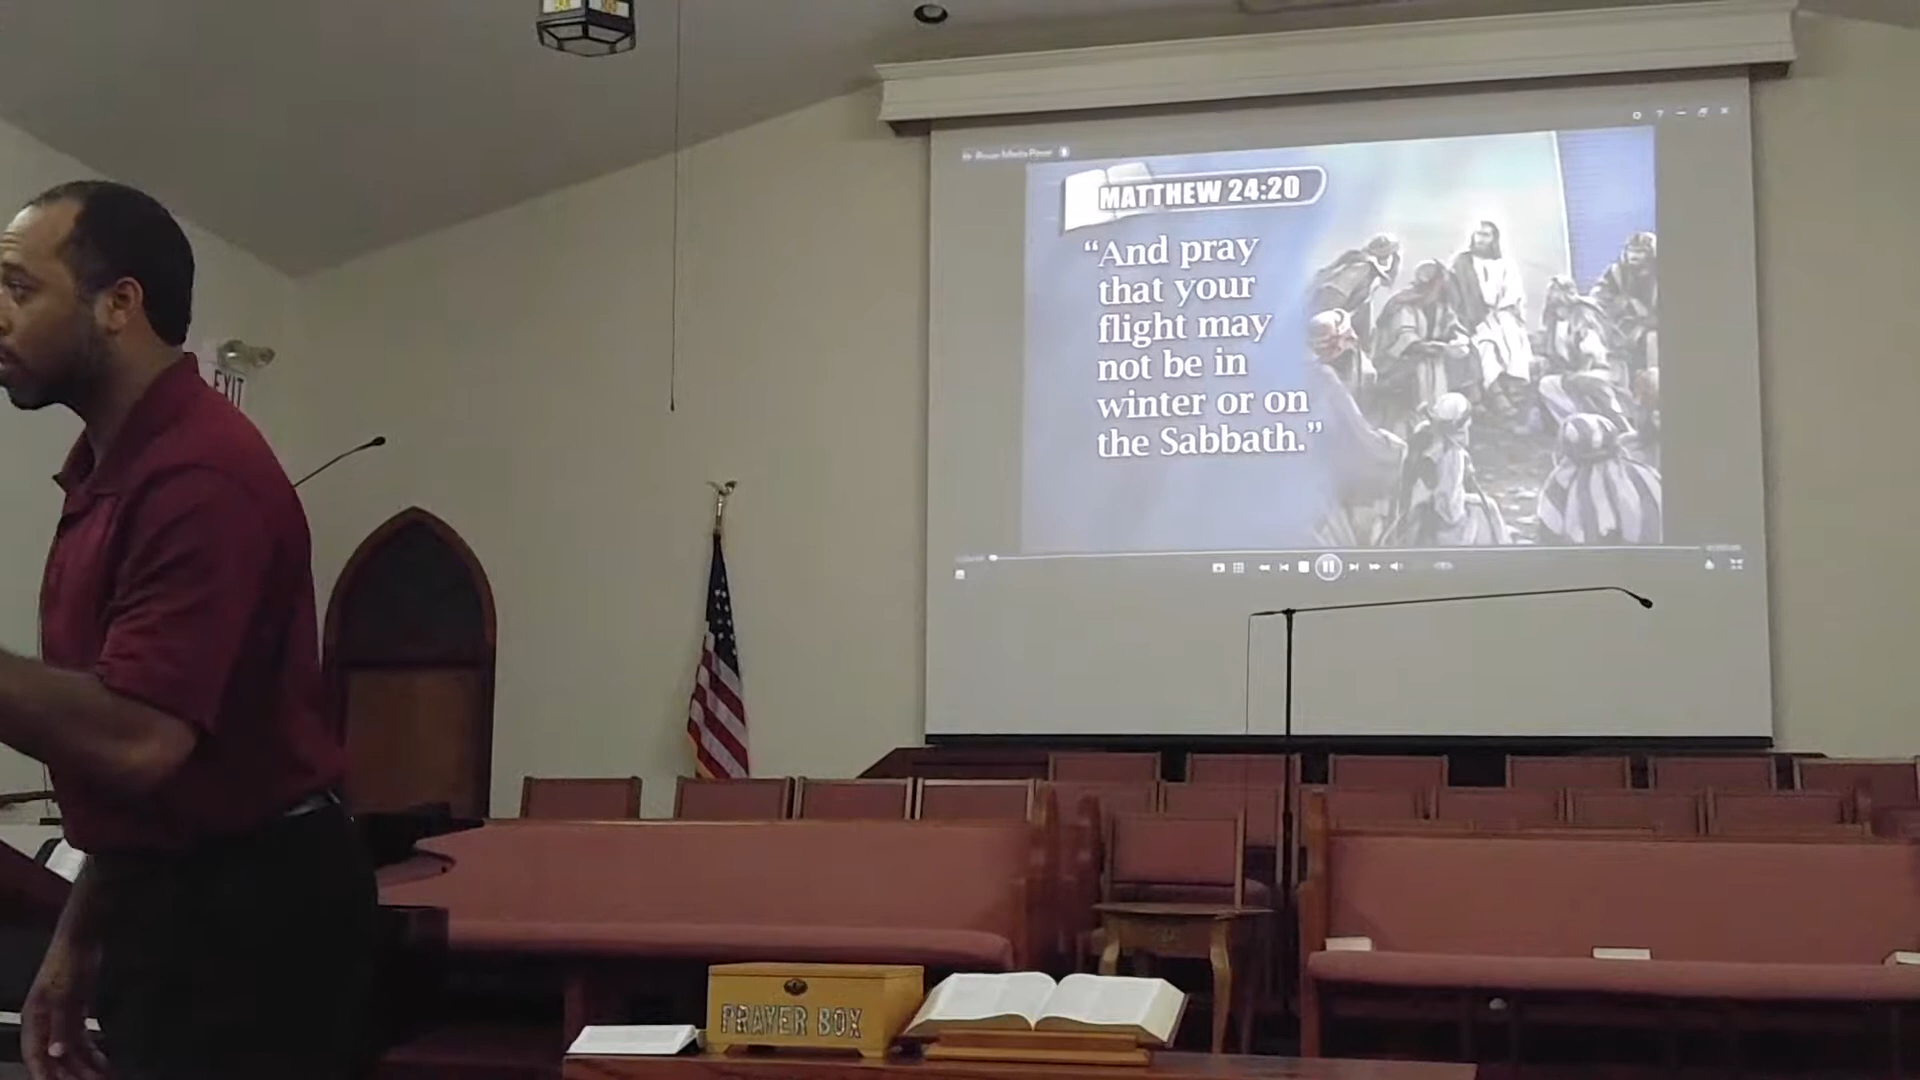 MATTHEW 24:20
“And pray
that your
flight may
not be in
winter or on
the Sabbath.”
EXIT
PRAYER BOX